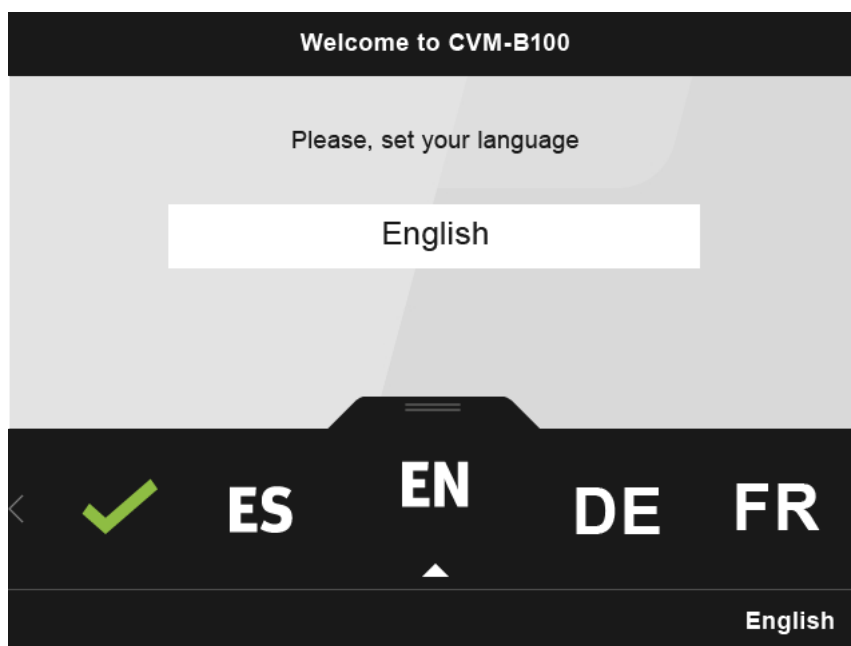 Welcome to CVM-B100
Please, set your language
English
ES EN DE FR
English